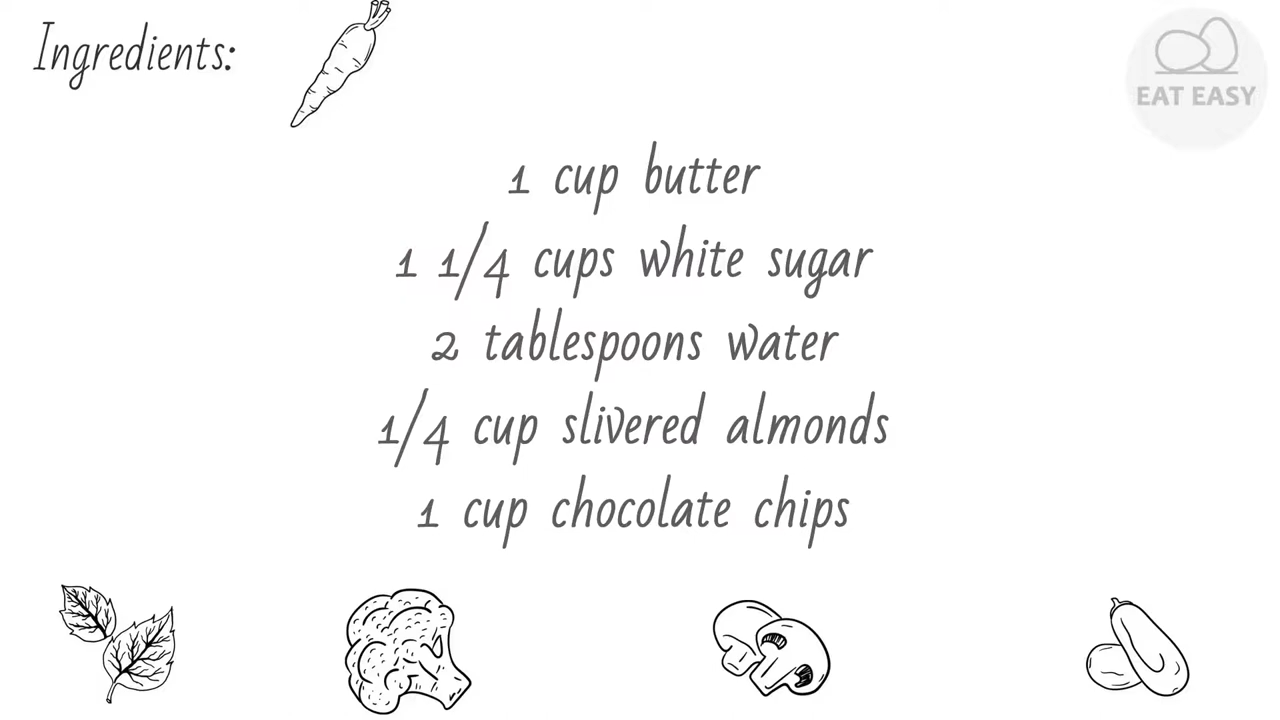 Ingredients:
EAT EASY
1 cup butter
1 1/4 cups white sugar
2 tablespoons water
1/4 cup slivered almonds
1 cup chocolate chips